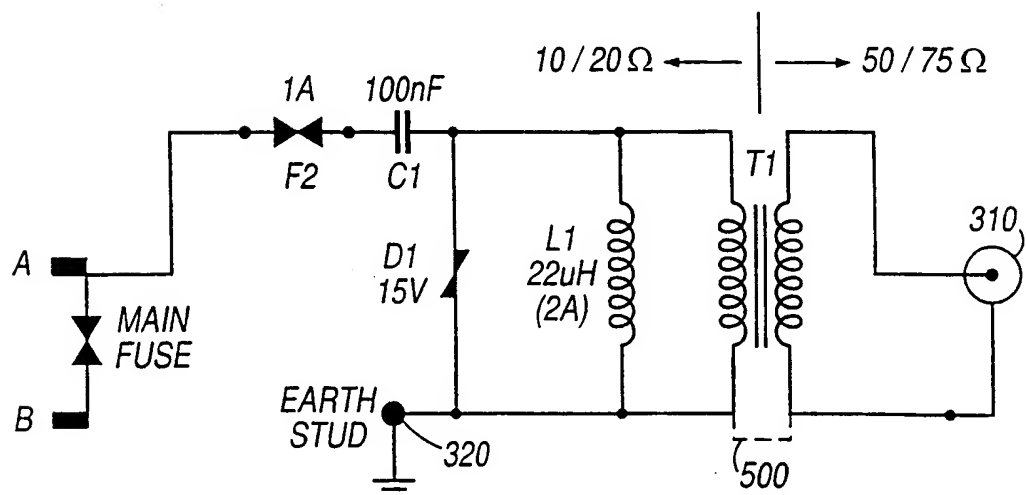 10 / 20 Ω
50 / 75 Ω
1A
100nF
F2
C1
T1
310
A
MAIN
FUSE
B
D1
15V
L1
22uH
(2A)
EARTH
STUD
320
500